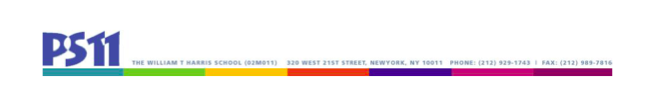 PS11
THE WILLIAM T HARRIS SCHOOL (02M011) 320 WEST 21ST STREET, NEWYORK, NY 10011 PHONE: (212) 929-1743 | FAX: (212) 989-7816